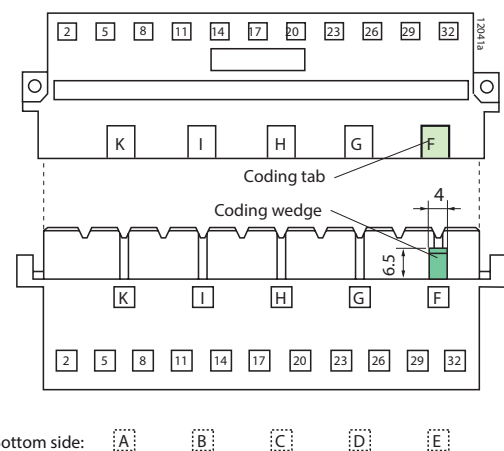 2 5 8 11 14 17 20 23 26 29 32
12041a
K I H G F
Coding tab
4
Coding wedge
6.5
K I H G F
2 5 8 11 14 17 20 23 26 29 32
ottom side: A B C D E